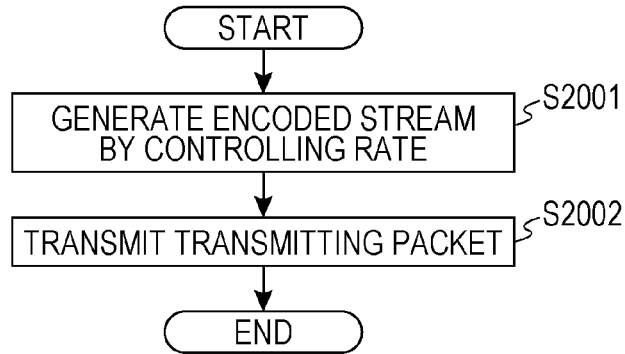 START
GENERATE ENCODED STREAM
BY CONTROLLING RATE
S2001
TRANSMIT TRANSMITTING PACKET
S2002
END